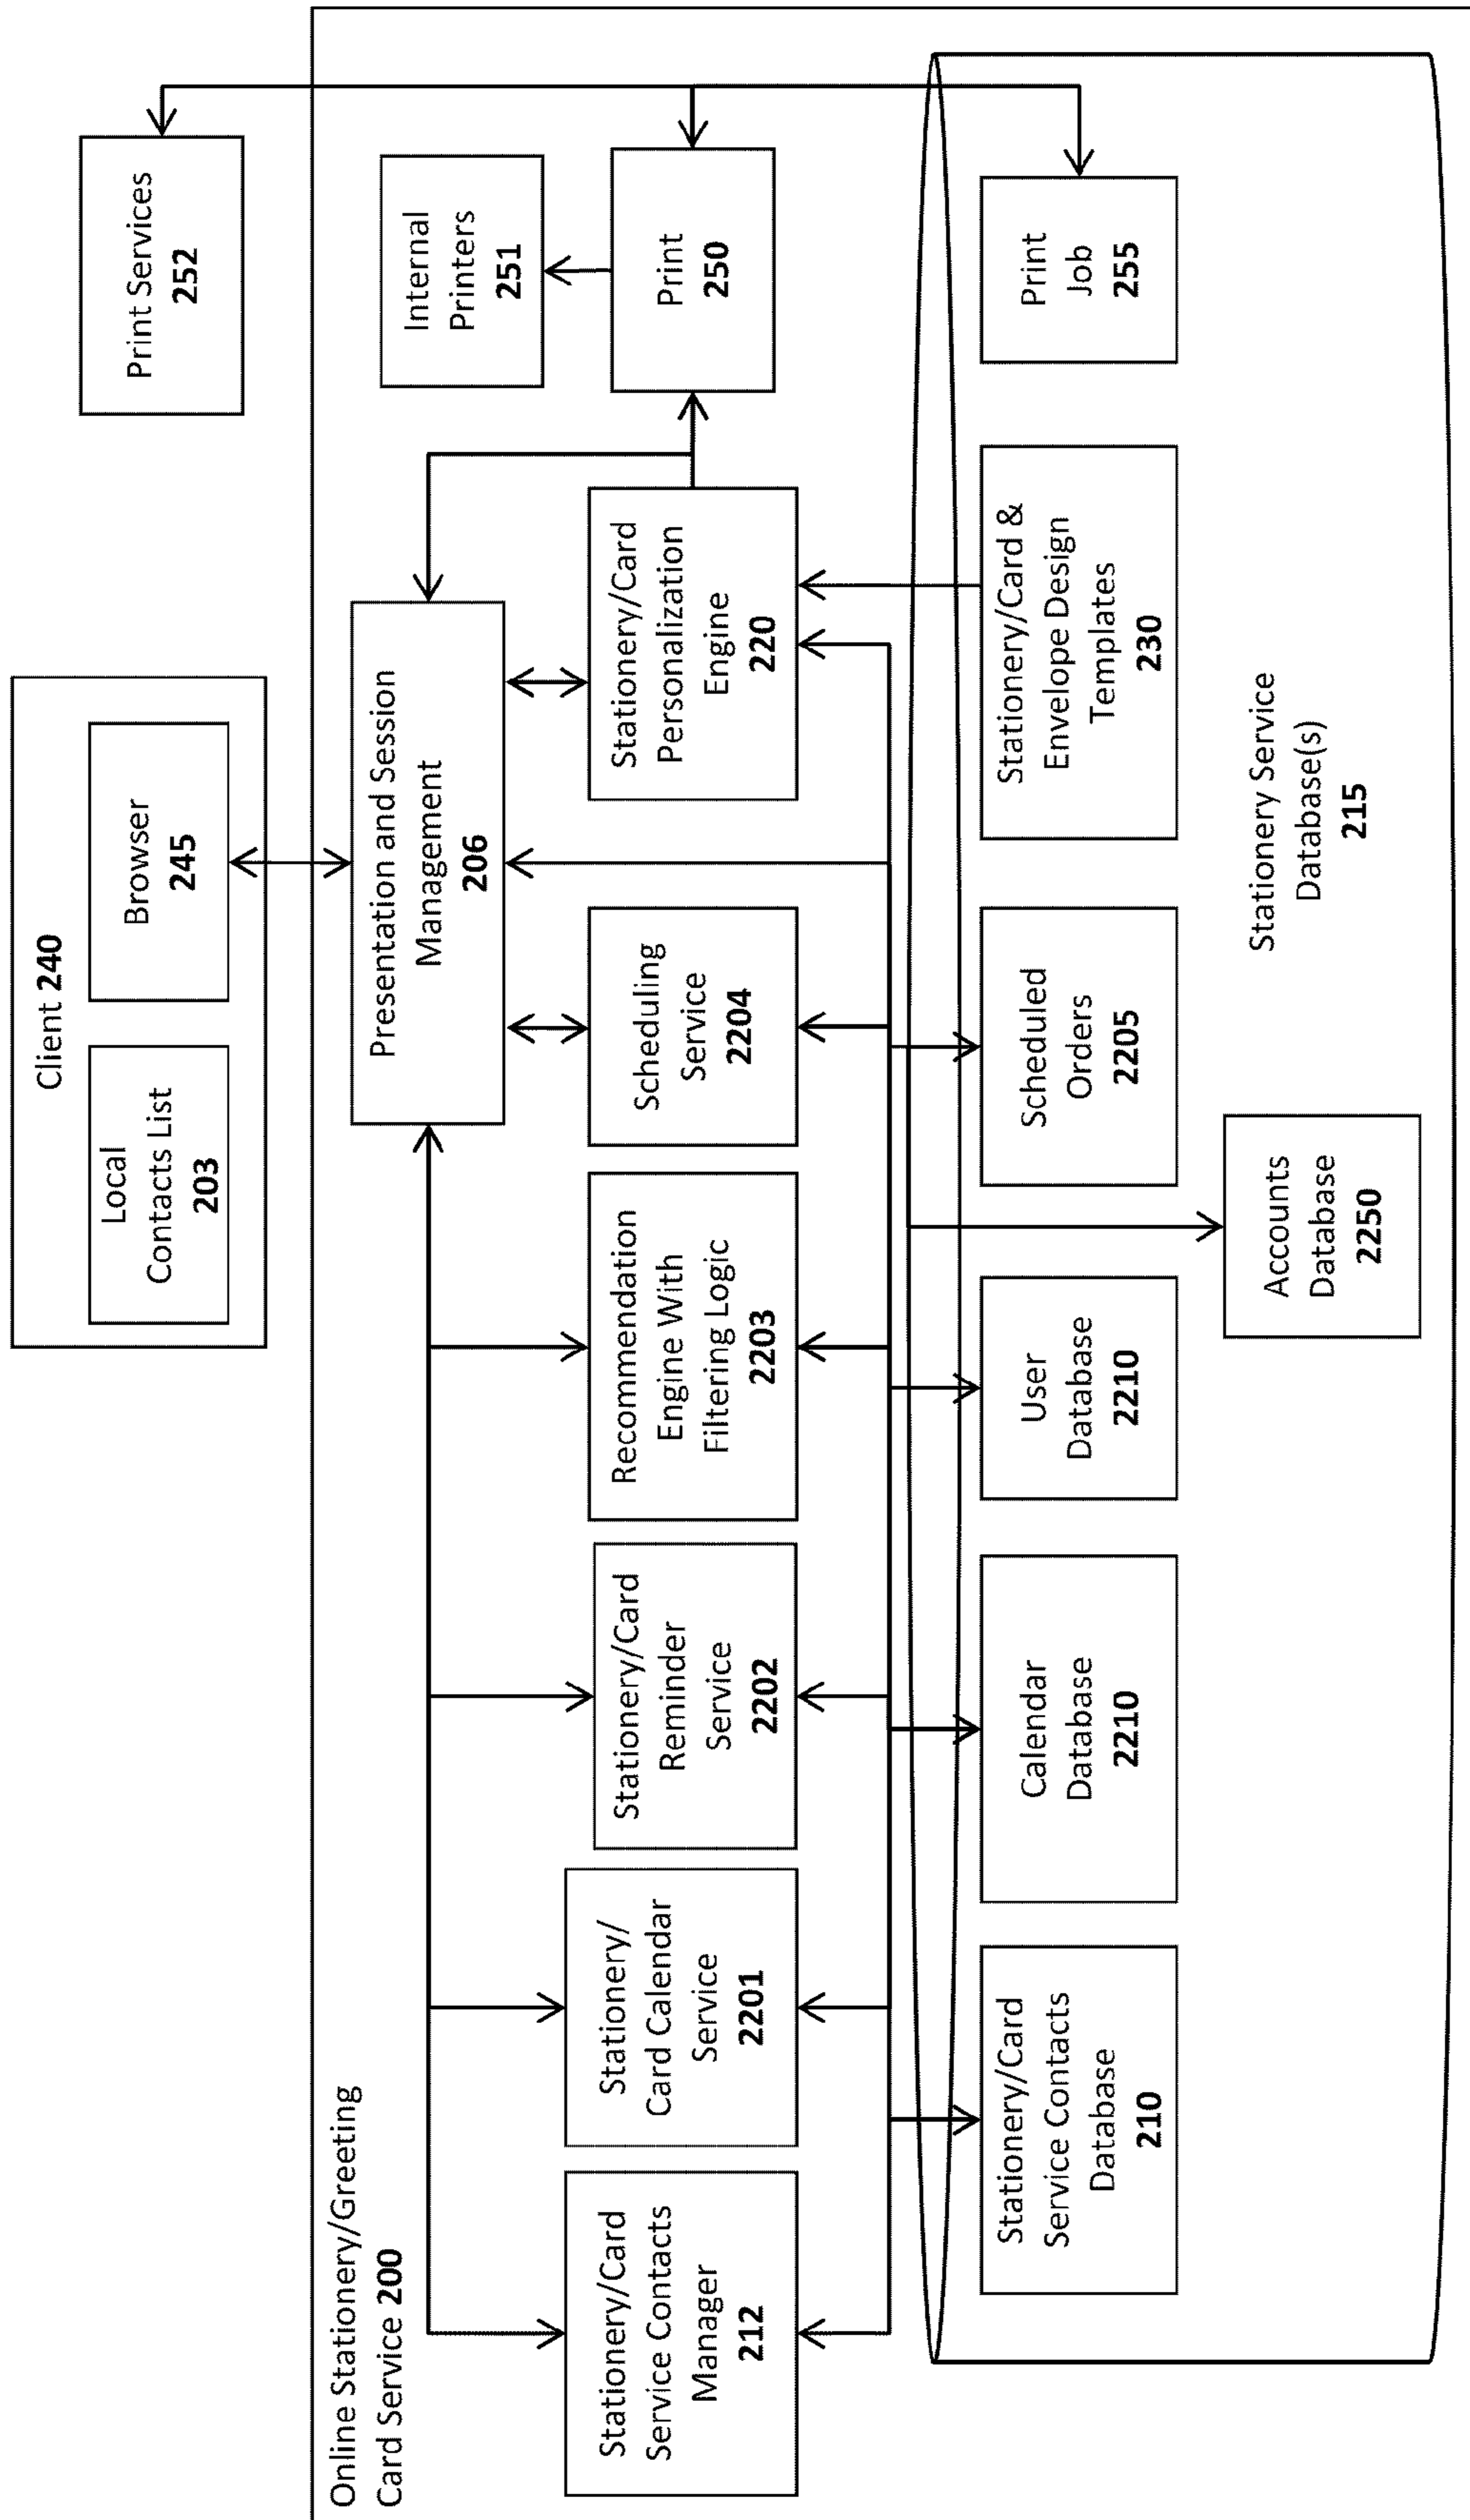 Client 240
Local
Contacts List
203
Browser
245
Print Services
252
Online Stationery/Greeting
Card Service 200
Presentation and Session
Management
206
Internal
Printers
251
Stationery/Card
Service Contacts
Manager
212
Stationery/
Card Calendar
Service
2201
Stationery/Card
Reminder
Service
2202
Recommendation
Engine With
Filtering Logic
2203
Scheduling
Service
2204
Stationery/Card
Personalization
Engine
220
Print
250
Stationery/Card
Service Contacts
Database
210
Calendar
Database
2210
User
Database
2210
Scheduled
Orders
2205
Stationery/Card &
Envelope Design
Templates
230
Print
Job
255
Accounts
Database
2250
Stationery Service
Database(s)
215